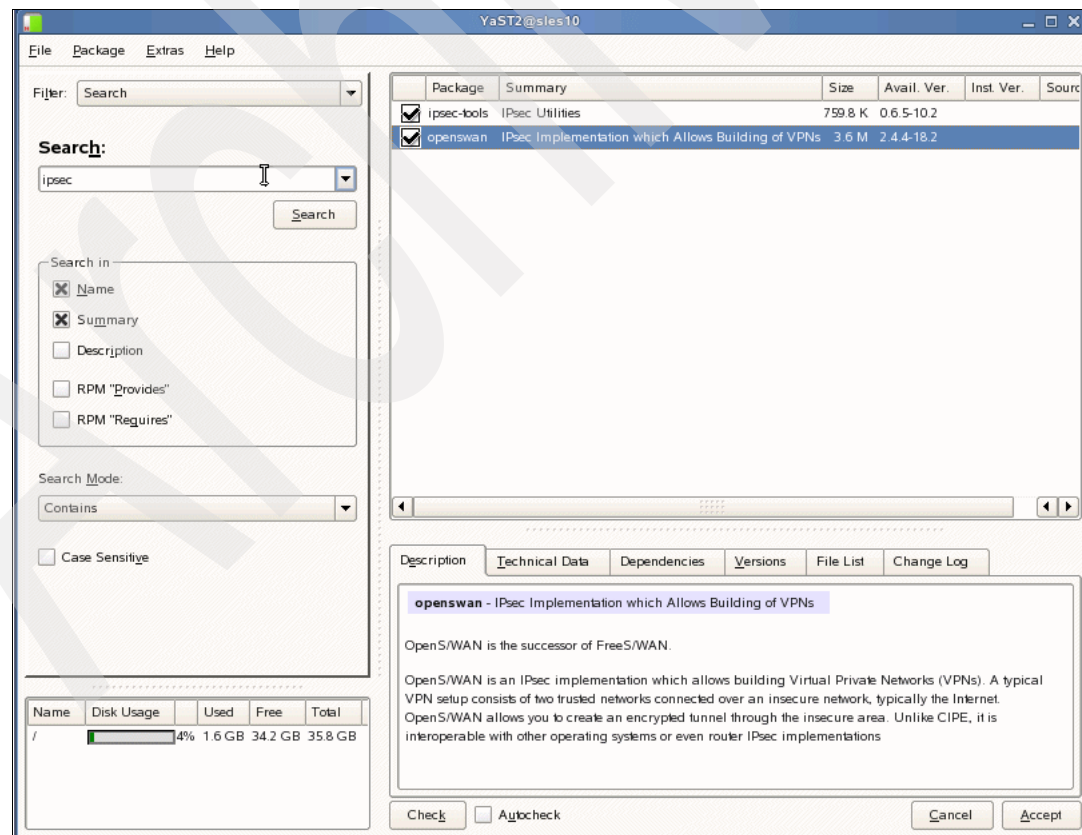 YaST2@sles10
File Package Extras Help
Filter: Search
Search:
ipsec
Search
Search in
Name
Summary
Description
RPM "Provides"
RPM "Requires"
Search Mode:
Contains
Case Sensitive
Name Disk Usage Used Free Total
/ 4% 1.6 GB 34.2 GB 35.8 GB
Package Summary Size Avail. Ver. Inst. Ver. Sourc
ipsec-tools IPsec Utilities 759.8 K 0.6.5-10.2
openswan IPsec Implementation which Allows Building of VPNs 3.6 M 2.4.4-18.2
Description Technical Data Dependencies Versions File List Change Log
openswan - IPsec Implementation which Allows Building of VPNs
OpenS/WAN is the successor of FreeS/WAN.
OpenS/WAN is an IPsec implementation which allows building Virtual Private Networks (VPNs). A typical
VPN setup consists of two trusted networks connected over an insecure network, typically the Internet.
OpenS/WAN allows you to create an encrypted tunnel through the insecure area. Unlike CIPE, it is
interoperable with other operating systems or even router IPsec implementations
Check Autocheck Cancel Accept